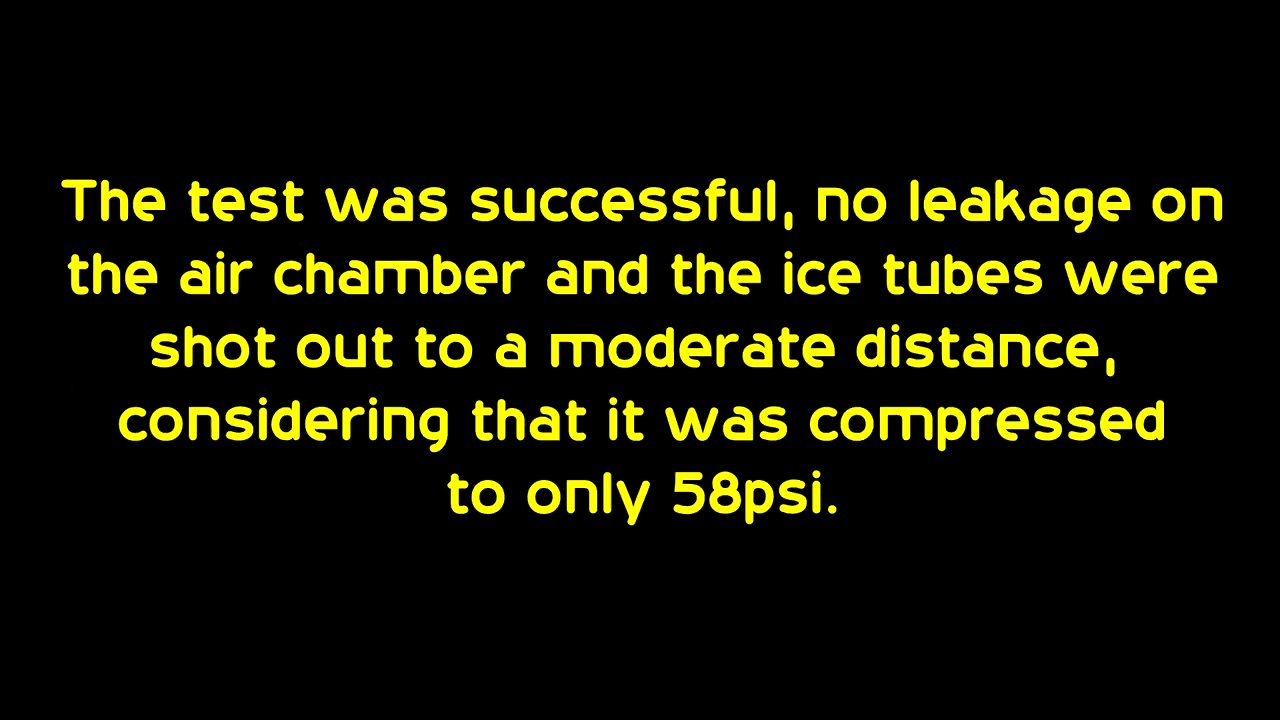 The test was successful, no leakage on
the air chamber and the ice tubes were
shot out to a moderate distance,
considering that it was compressed
to only 58psi.